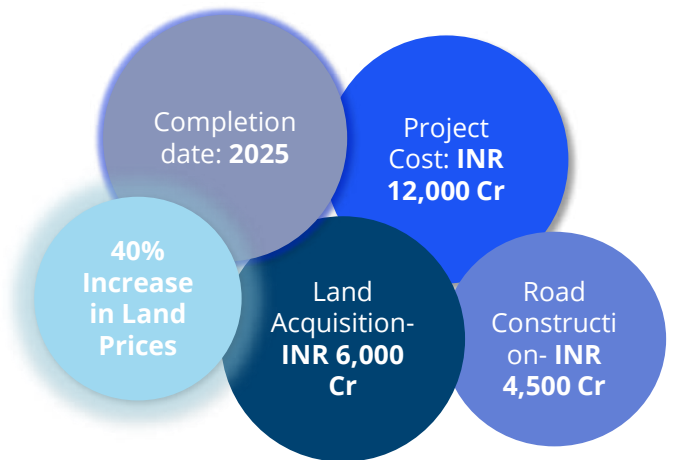 Completion
date: 2025
Project
Cost: INR
12,000 Cr
40%
Increase
in Land
Prices
Land
Acquisition-
INR 6,000
Cr
Road
Constructi
on- INR
4,500 Cr